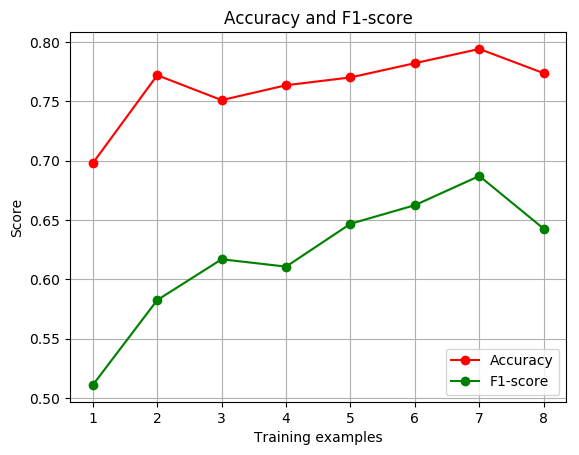 Accuracy and F1-score
Score
0.80
0.75
0.70
0.65
0.60
0.55
0.50
Accuracy
F1-score
1 2 3 4 5 6 7 8
Training examples